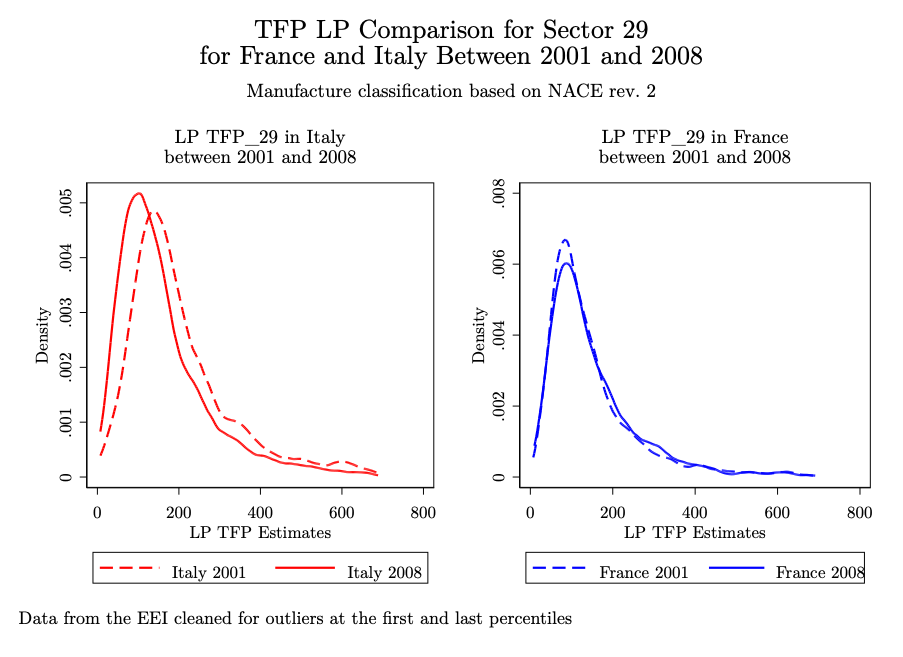 TFP LP Comparison for Sector 29
for France and Italy Between 2001 and 2008
Manufacture classification based on NACE rev. 2
LP TFP_29 in Italy
between 2001 and 2008
.005
.004
.003
.002
.001
0
Density
0 200 400 600 800
LP TFP Estimates
Italy 2001 Italy 2008
LP TFP_29 in France
between 2001 and 2008
.008
.006
.004
.002
0
Density
0 200 400 600 800
LP TFP Estimates
France 2001 France 2008
Data from the EEI cleaned for outliers at the first and last percentiles